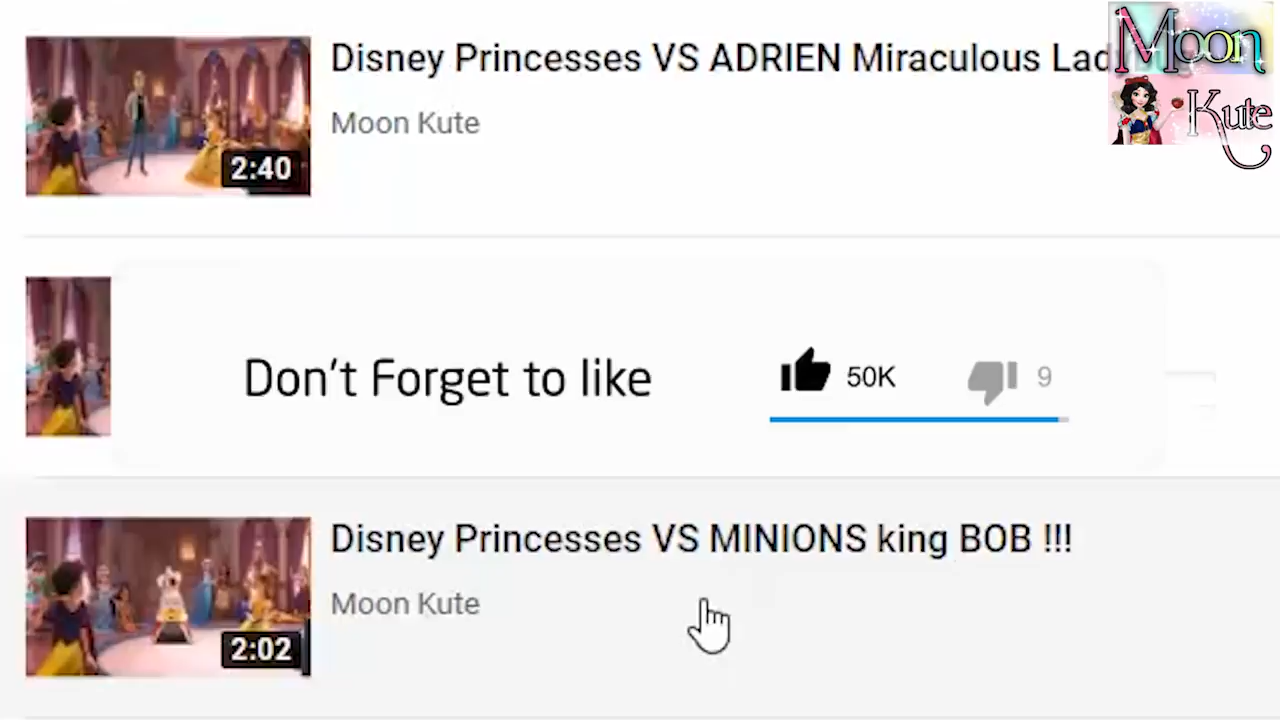 Disney Princesses VS ADRIEN Miraculous Lad
Moon Kute
2:40
Moon
Kute
Don't Forget to like
50K
9
Disney Princesses VS MINIONS king BOB !!!
Moon Kute
2:02